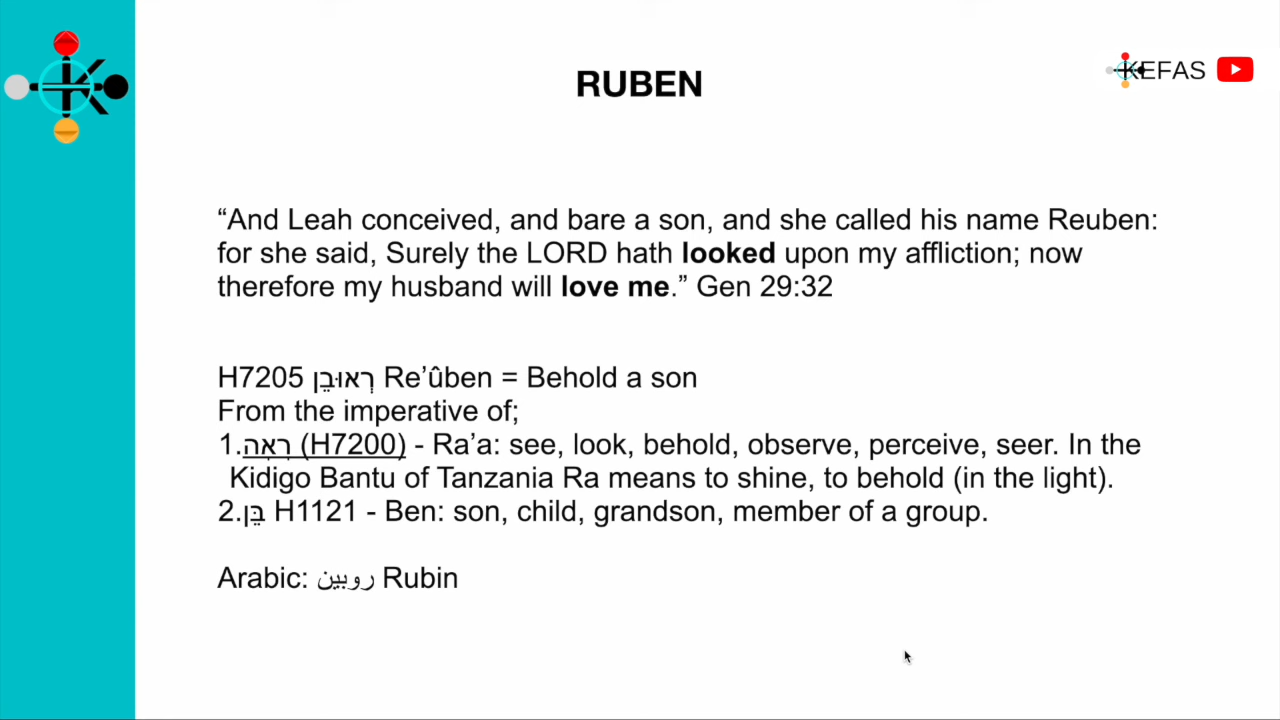 RUBEN
KEFAS
“And Leah conceived, and bare a son, and she called his name Reuben:
for she said, Surely the LORD hath looked upon my affliction; now
therefore my husband will love me.” Gen 29:32
H7205 רְאוּבֵן Re’ûben = Behold a son
From the imperative of;
1.רְאְה (H7200) - Ra’a: see, look, behold, observe, perceive, seer. In the
Kidigo Bantu of Tanzania Ra means to shine, to behold (in the light).
2.בֵּן H1121 - Ben: son, child, grandson, member of a group.
Arabic: روبين Rubin